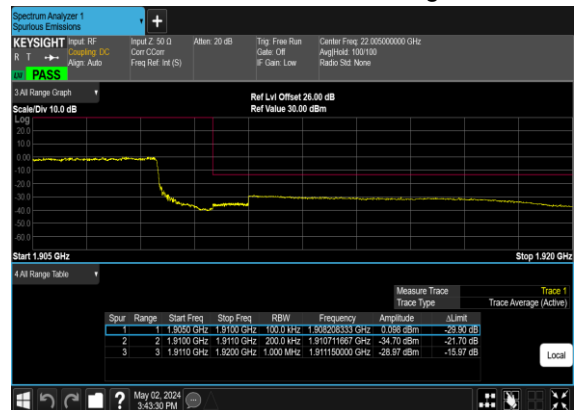 Spectrum Analyzer 1
Spurious Emissions
KEYSIGHT Input: RF Input Z: 50 Ω Atten: 20 dB Trig: Free Run Center Freq: 22.005000000 GHz
R T Coupling: DC Corr CCorr Gate: Off Avg|Hold: 100/100
Align: Auto Freq Ref: Int (S) IF Gain: Low Radio Std: None
PASS
3 All Range Graph
Ref Lvl Offset 26.00 dB
Scale/Div 10.0 dB Ref Value 30.00 dBm
Log
20.0
10.0
0.00
-10.0
-20.0
-30.0
-40.0
-50.0
-60.0
Start 1.905 GHz Stop 1.920 GHz
4 All Range Table
Measure Trace Trace 1
Trace Type Trace Average (Active)
Spur Range Start Freq Stop Freq RBW Frequency Amplitude ΔLimit
1 1 1.9050 GHz 1.9100 GHz 100.0 kHz 1.908208333 GHz 0.098 dBm -29.90 dB
2 2 1.9100 GHz 1.9110 GHz 200.0 kHz 1.910711667 GHz -34.70 dBm -21.70 dB
3 3 1.9110 GHz 1.9200 GHz 1.000 MHz 1.911150000 GHz -28.97 dBm -15.97 dB
Local
May 02, 2024
3:43:30 PM